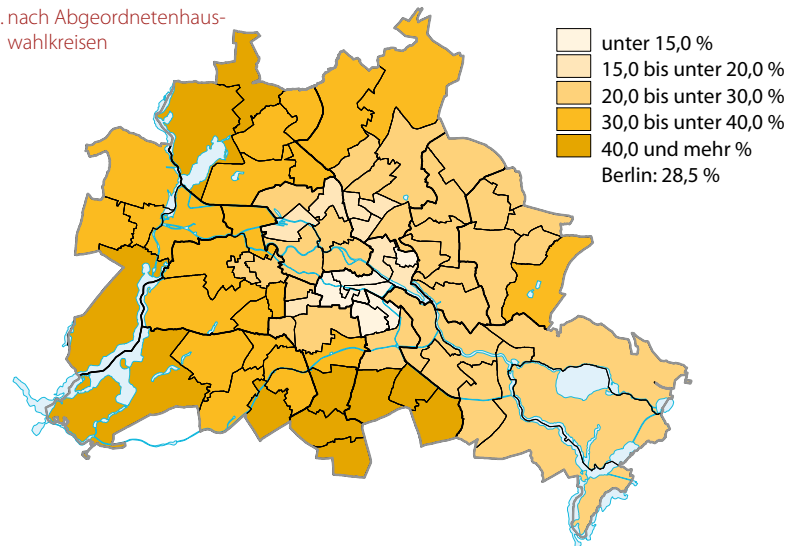 . nach Abgeordnetenhaus-
wahlkreisen
unter 15,0 %
15,0 bis unter 20,0 %
20,0 bis unter 30,0 %
30,0 bis unter 40,0 %
40,0 und mehr %
Berlin: 28,5 %